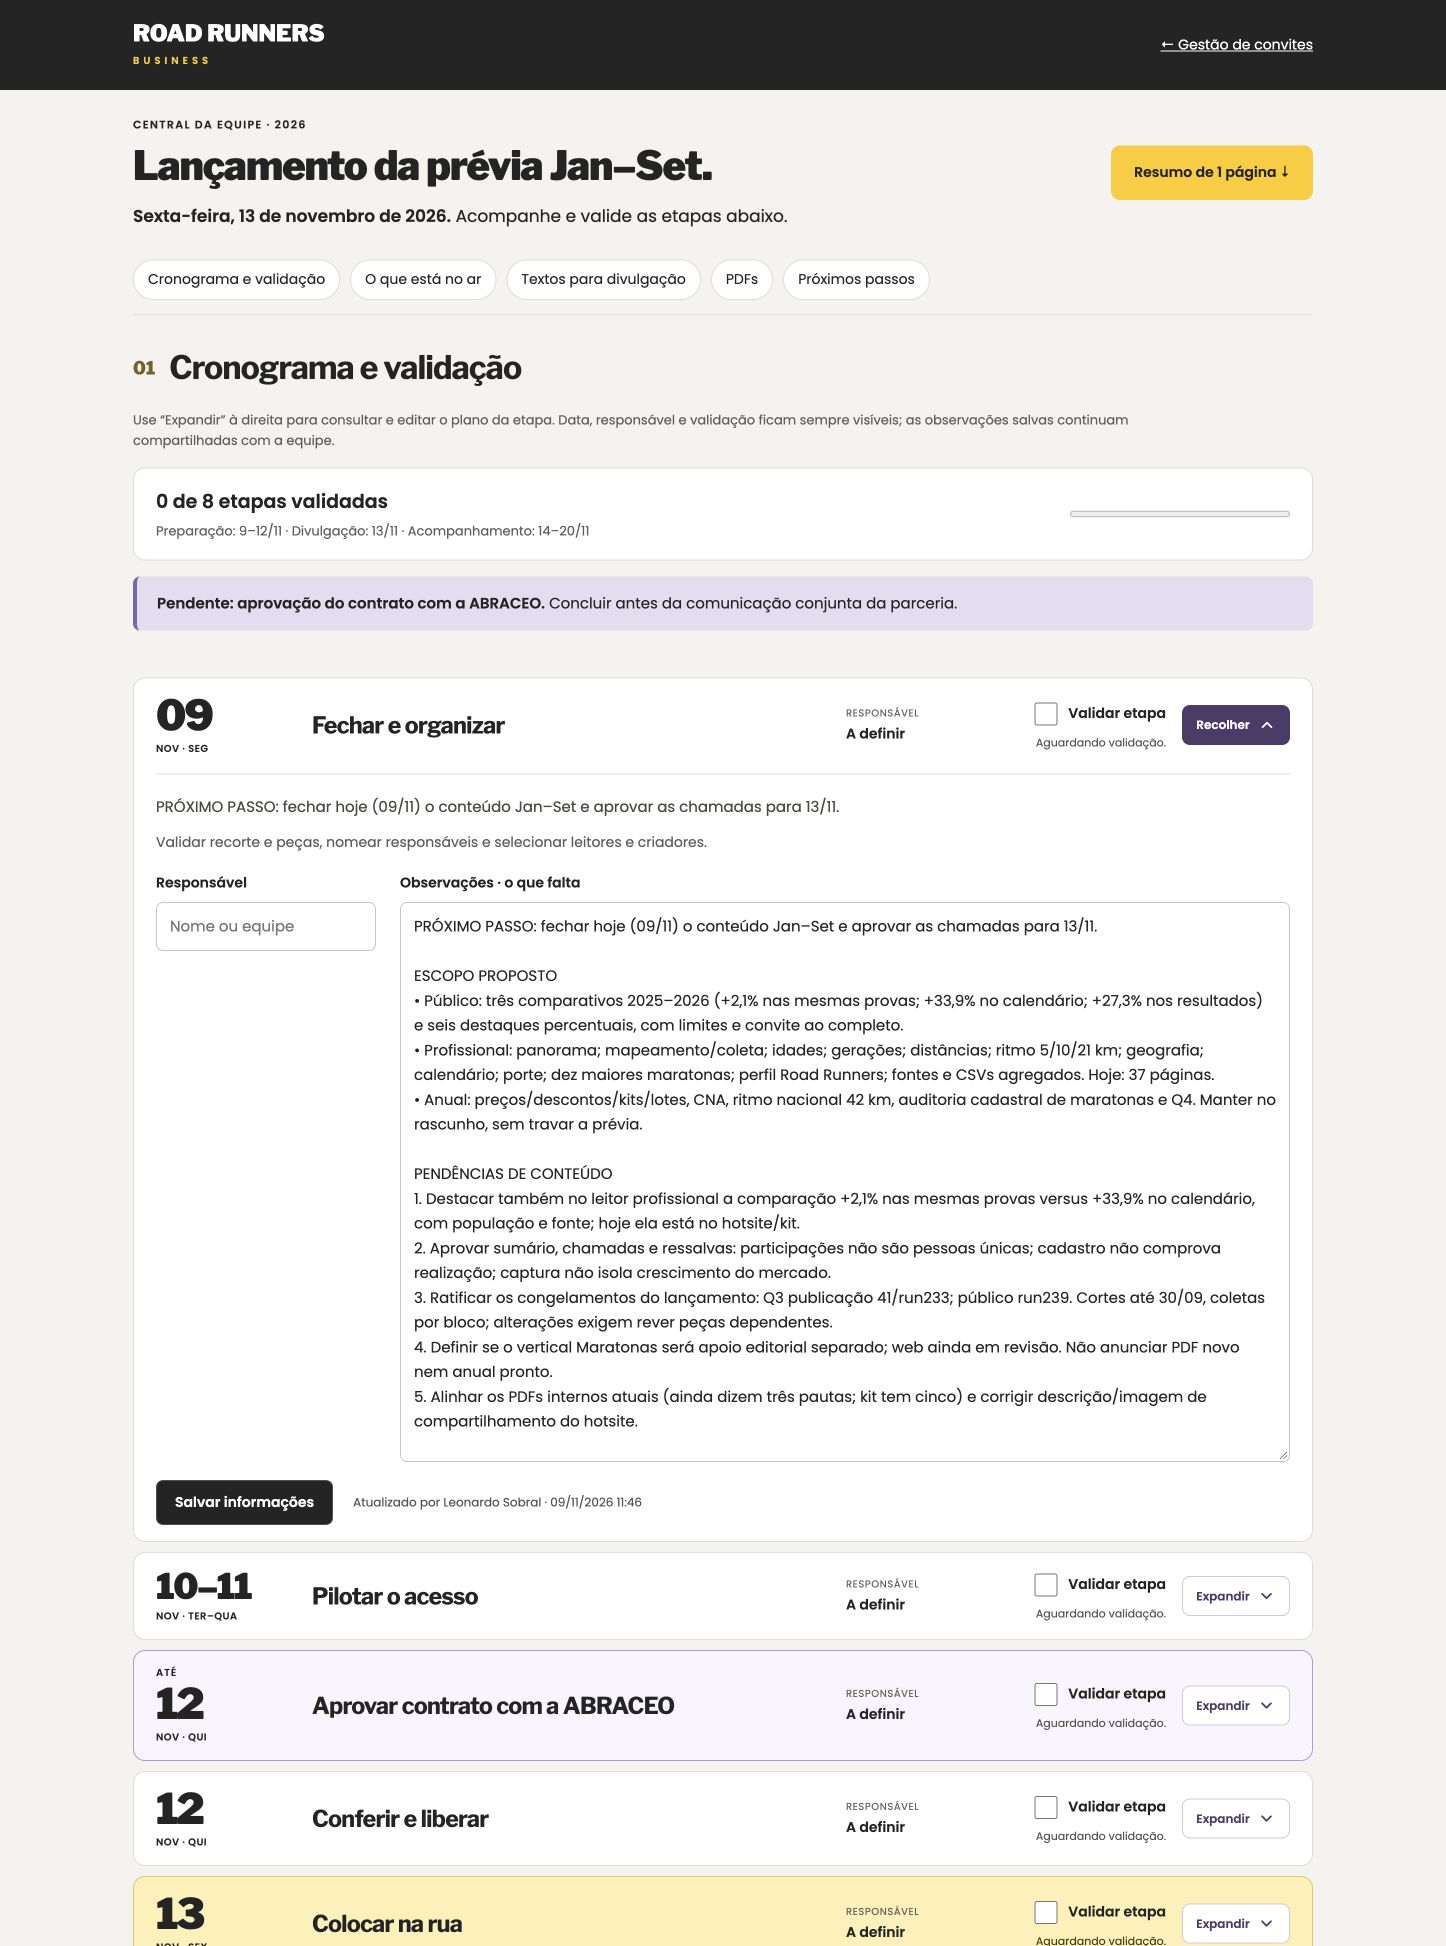 ROAD RUNNERS
BUSINESS
← Gestão de convites
CENTRAL DA EQUIPE · 2026
Lançamento da prévia Jan–Set.
Resumo de 1 página ↓
Sexta-feira, 13 de novembro de 2026. Acompanhe e valide as etapas abaixo.
Cronograma e validação
O que está no ar
Textos para divulgação
PDFs
Próximos passos
01 Cronograma e validação
Use “Expandir” à direita para consultar e editar o plano da etapa. Data, responsável e validação ficam sempre visíveis; as observações salvas continuam
compartilhadas com a equipe.
0 de 8 etapas validadas
Preparação: 9–12/11 · Divulgação: 13/11 · Acompanhamento: 14–20/11
Pendente: aprovação do contrato com a ABRACEO. Concluir antes da comunicação conjunta da parceria.
09
NOV · SEG
Fechar e organizar
RESPONSÁVEL
A definir
Validar etapa
Aguardando validação.
Recolher
PRÓXIMO PASSO: fechar hoje (09/11) o conteúdo Jan–Set e aprovar as chamadas para 13/11.
Validar recorte e peças, nomear responsáveis e selecionar leitores e criadores.
Responsável
Nome ou equipe
Observações · o que falta
PRÓXIMO PASSO: fechar hoje (09/11) o conteúdo Jan–Set e aprovar as chamadas para 13/11.
ESCOPO PROPOSTO
• Público: três comparativos 2025–2026 (+2,1% nas mesmas provas; +33,9% no calendário; +27,3% nos resultados)
e seis destaques percentuais, com limites e convite ao completo.
• Profissional: panorama; mapeamento/coleta; idades; gerações; distâncias; ritmo 5/10/21 km; geografia;
calendário; porte; dez maiores maratonas; perfil Road Runners; fontes e CSVs agregados. Hoje: 37 páginas.
• Anual: preços/descontos/kits/lotes, CNA, ritmo nacional 42 km, auditoria cadastral de maratonas e Q4. Manter no
rascunho, sem travar a prévia.
PENDÊNCIAS DE CONTEÚDO
1. Destacar também no leitor profissional a comparação +2,1% nas mesmas provas versus +33,9% no calendário,
com população e fonte; hoje ela está no hotsite/kit.
2. Aprovar sumário, chamadas e ressalvas: participações não são pessoas únicas; cadastro não comprova
realização; captura não isola crescimento do mercado.
3. Ratificar os congelamentos do lançamento: Q3 publicação 41/run233; público run239. Cortes até 30/09, coletas
por bloco; alterações exigem rever peças dependentes.
4. Definir se o vertical Maratonas será apoio editorial separado; web ainda em revisão. Não anunciar PDF novo
nem anual pronto.
5. Alinhar os PDFs internos atuais (ainda dizem três pautas; kit tem cinco) e corrigir descrição/imagem de
compartilhamento do hotsite.
Salvar informações
Atualizado por Leonardo Sobral · 09/11/2026 11:46
10–11
NOV · TER–QUA
Pilotar o acesso
RESPONSÁVEL
A definir
Validar etapa
Aguardando validação.
Expandir
ATÉ
12
NOV · QUI
Aprovar contrato com a ABRACEO
RESPONSÁVEL
A definir
Validar etapa
Aguardando validação.
Expandir
12
NOV · QUI
Conferir e liberar
RESPONSÁVEL
A definir
Validar etapa
Aguardando validação.
Expandir
13
NOV · SEX
Colocar na rua
RESPONSÁVEL
A definir
Validar etapa
Aguardando validação.
Expandir